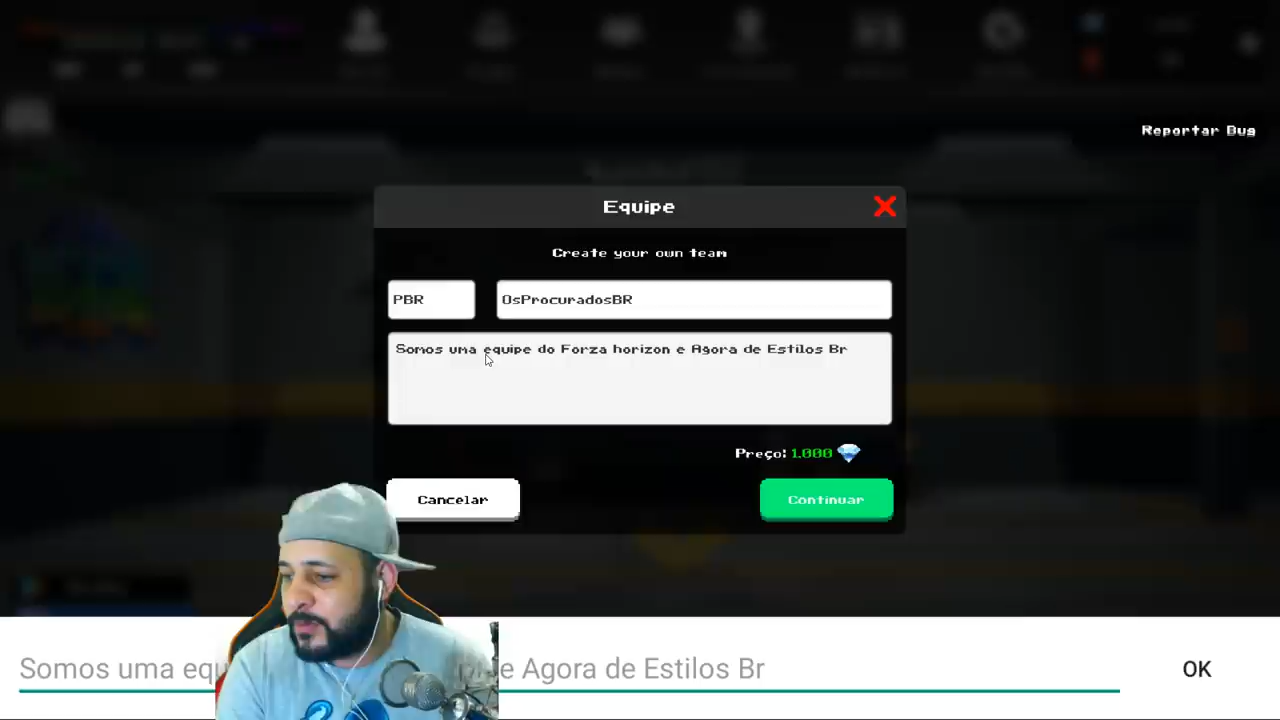 Reportar Bug
Equipe
Create your own team
PBR
OsProcuradosBR
Somos uma equipe do Forza horizon e Agora de Estilos Br
Preço: 1.000
Cancelar
Continuar
Somos uma e Agora de Estilos Br
OK